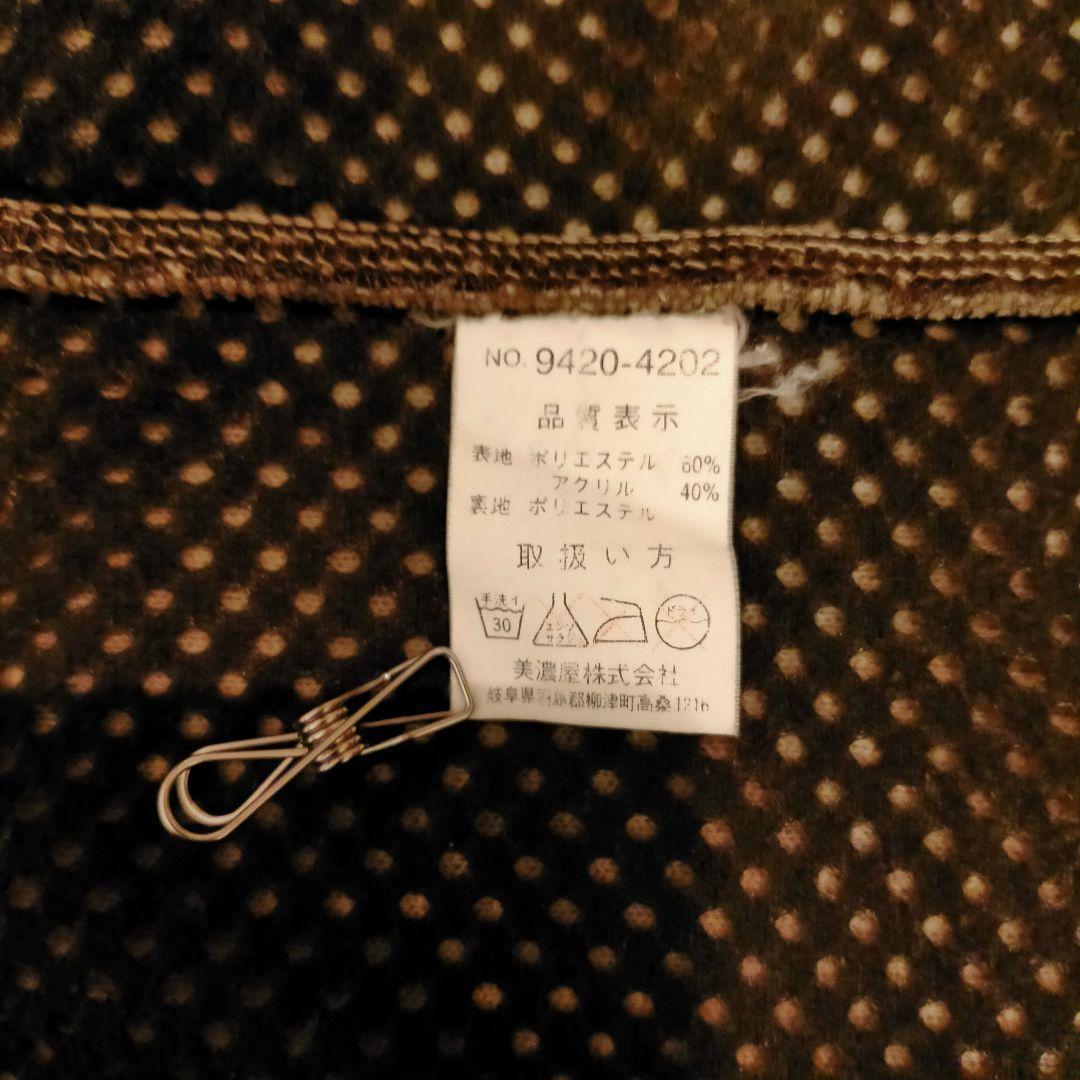 NO. 9420-4202
品質表示
表地 ポリエステル 60%
アクリル 40%
裏地 ポリエステル
取扱い方
手洗イ 30 エンソサラシ ドライ
美濃屋株式会社
岐阜県羽島郡柳津町高桑1216